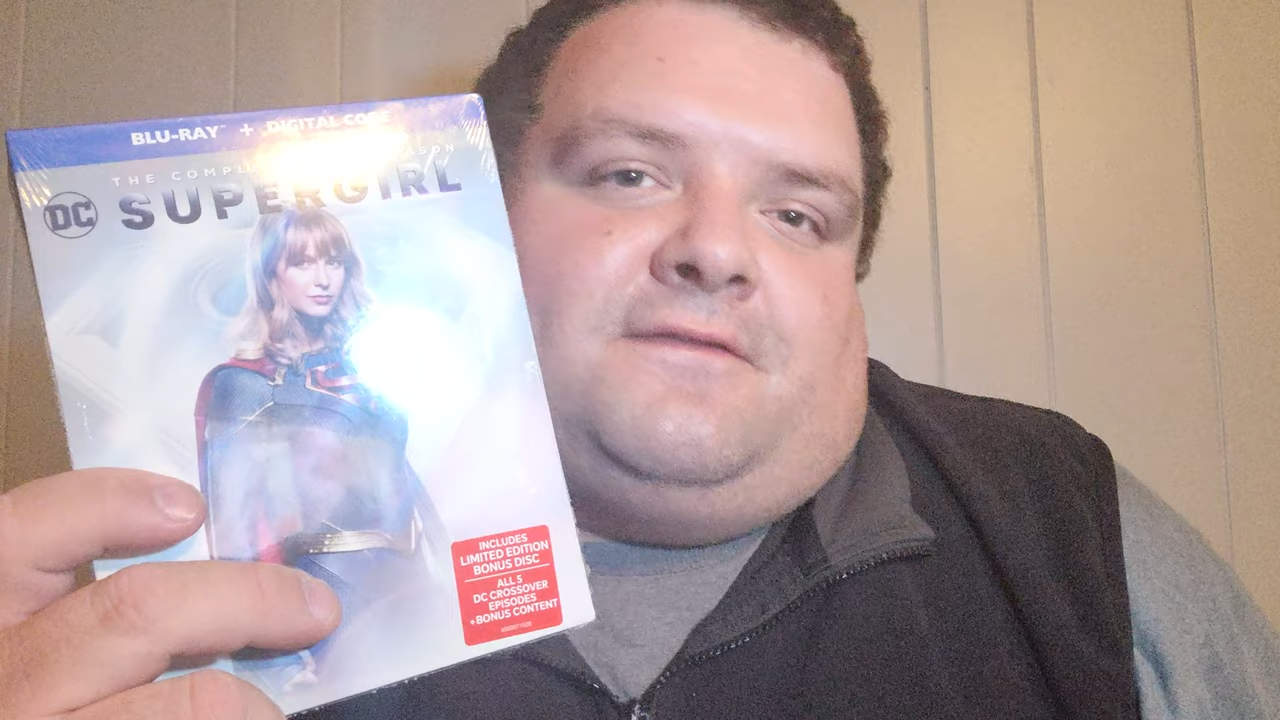 BLU-RAY™ + DIGITAL CODE
THE COMPL SEASON
DC
SUPERGIRL
INCLUDES
LIMITED EDITION
BONUS DISC
ALL 5
DC CROSSOVER
EPISODES
+BONUS CONTENT